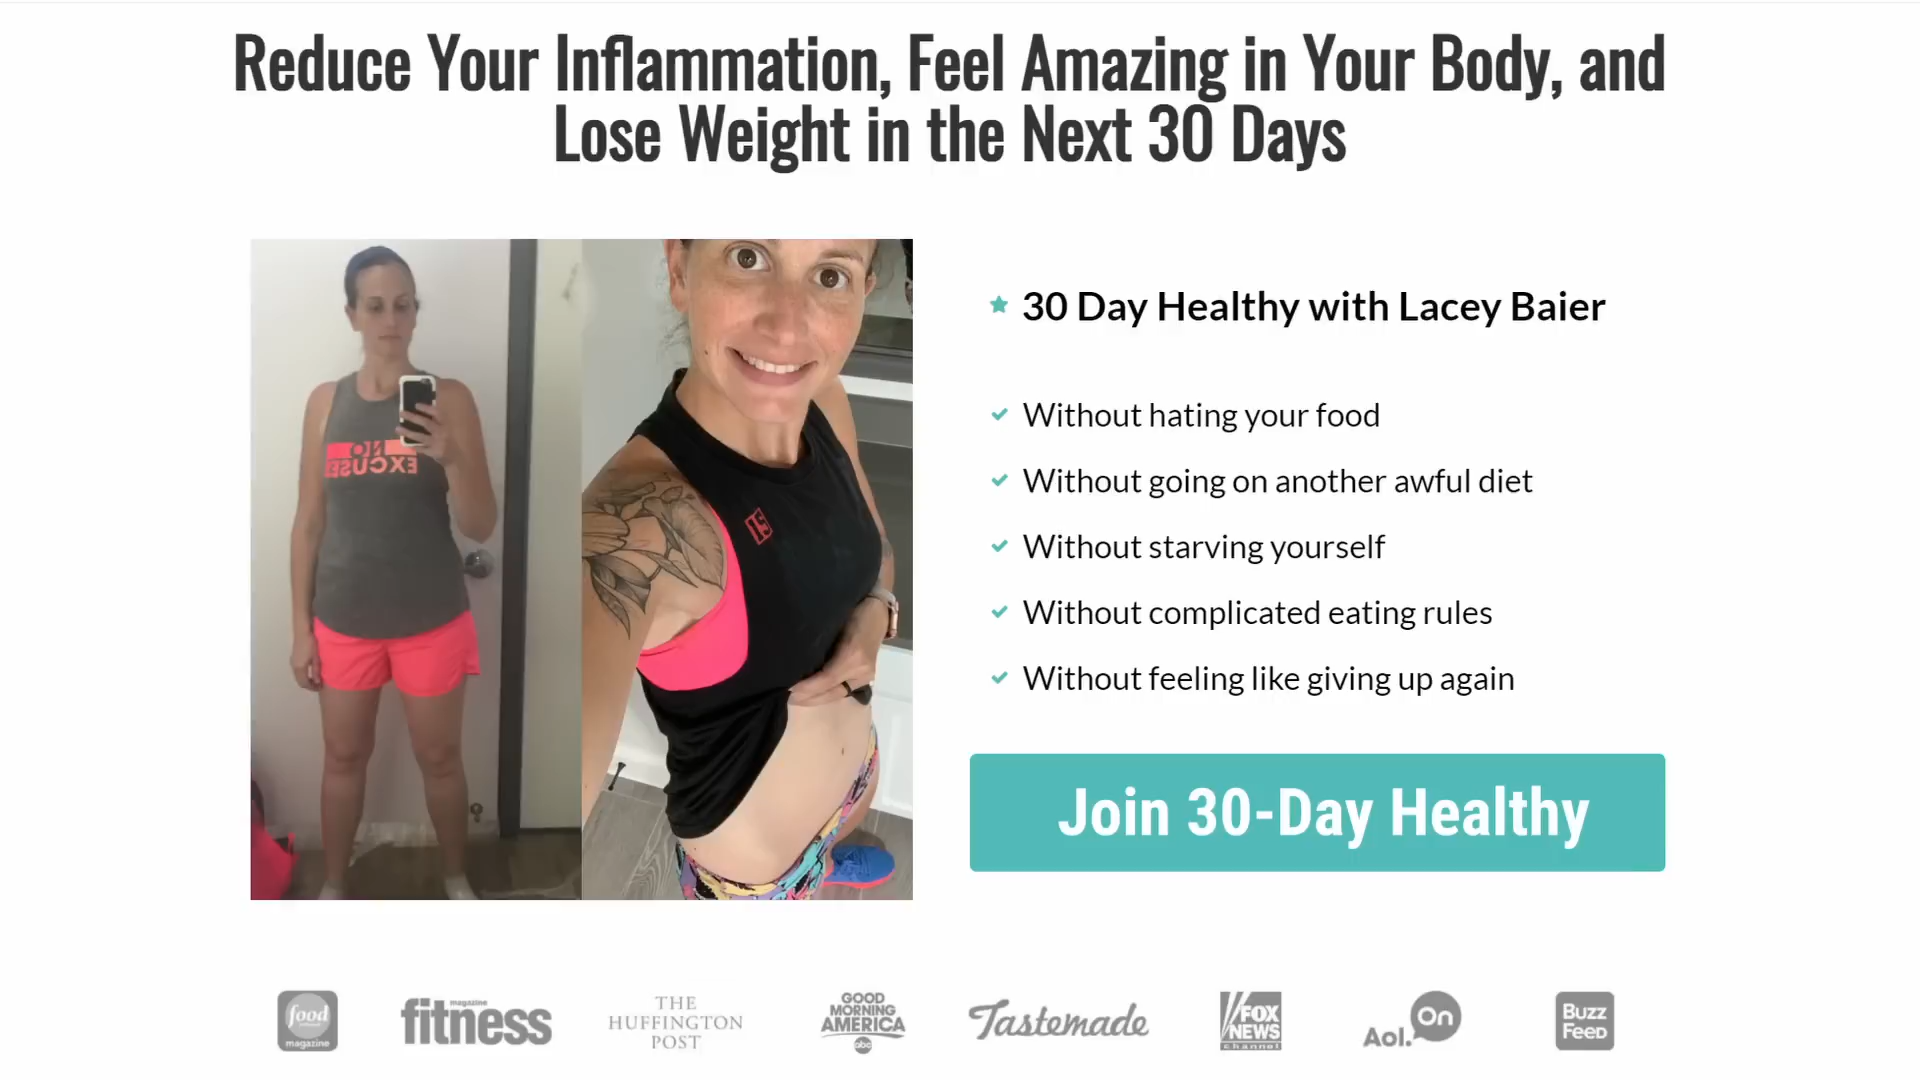 Reduce Your Inflammation, Feel Amazing in Your Body, and
Lose Weight in the Next 30 Days
NO
EXCUSES
30 Day Healthy with Lacey Baier
Without hating your food
Without going on another awful diet
Without starving yourself
Without complicated eating rules
Without feeling like giving up again
Join 30-Day Healthy
food
magazine
magazine
fitness
THE
HUFFINGTON
POST
GOOD
MORNING
AMERICA
abc
Tastemade
FOX
NEWS
channel
Aol.
On
BUZZ
FEED